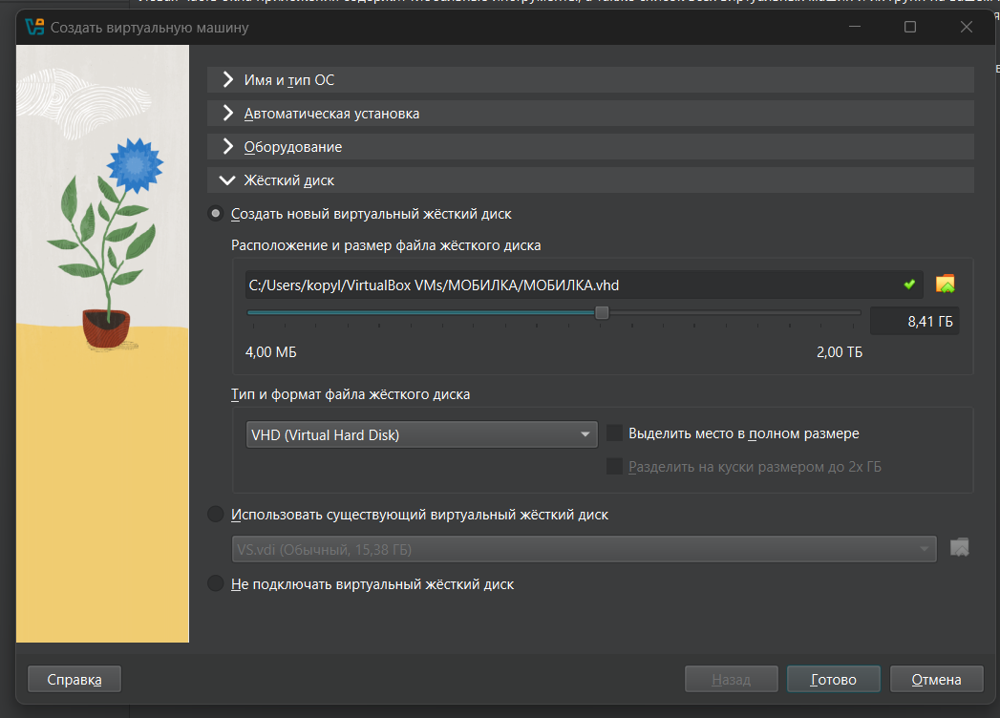 Создать виртуальную машину
Имя и тип ОС
Автоматическая установка
Оборудование
Жёсткий диск
Создать новый виртуальный жёсткий диск
Расположение и размер файла жёсткого диска
C:/Users/kopyl/VirtualBox VMs/МОБИЛКА/МОБИЛКА.vhd
8,41 ГБ
4,00 МБ 2,00 ТБ
Тип и формат файла жёсткого диска
VHD (Virtual Hard Disk) Выделить место в полном размере
Разделить на куски размером до 2х ГБ
Использовать существующий виртуальный жёсткий диск
VS.vdi (Обычный, 15,38 ГБ)
Не подключать виртуальный жёсткий диск
Справка Назад Готово Отмена